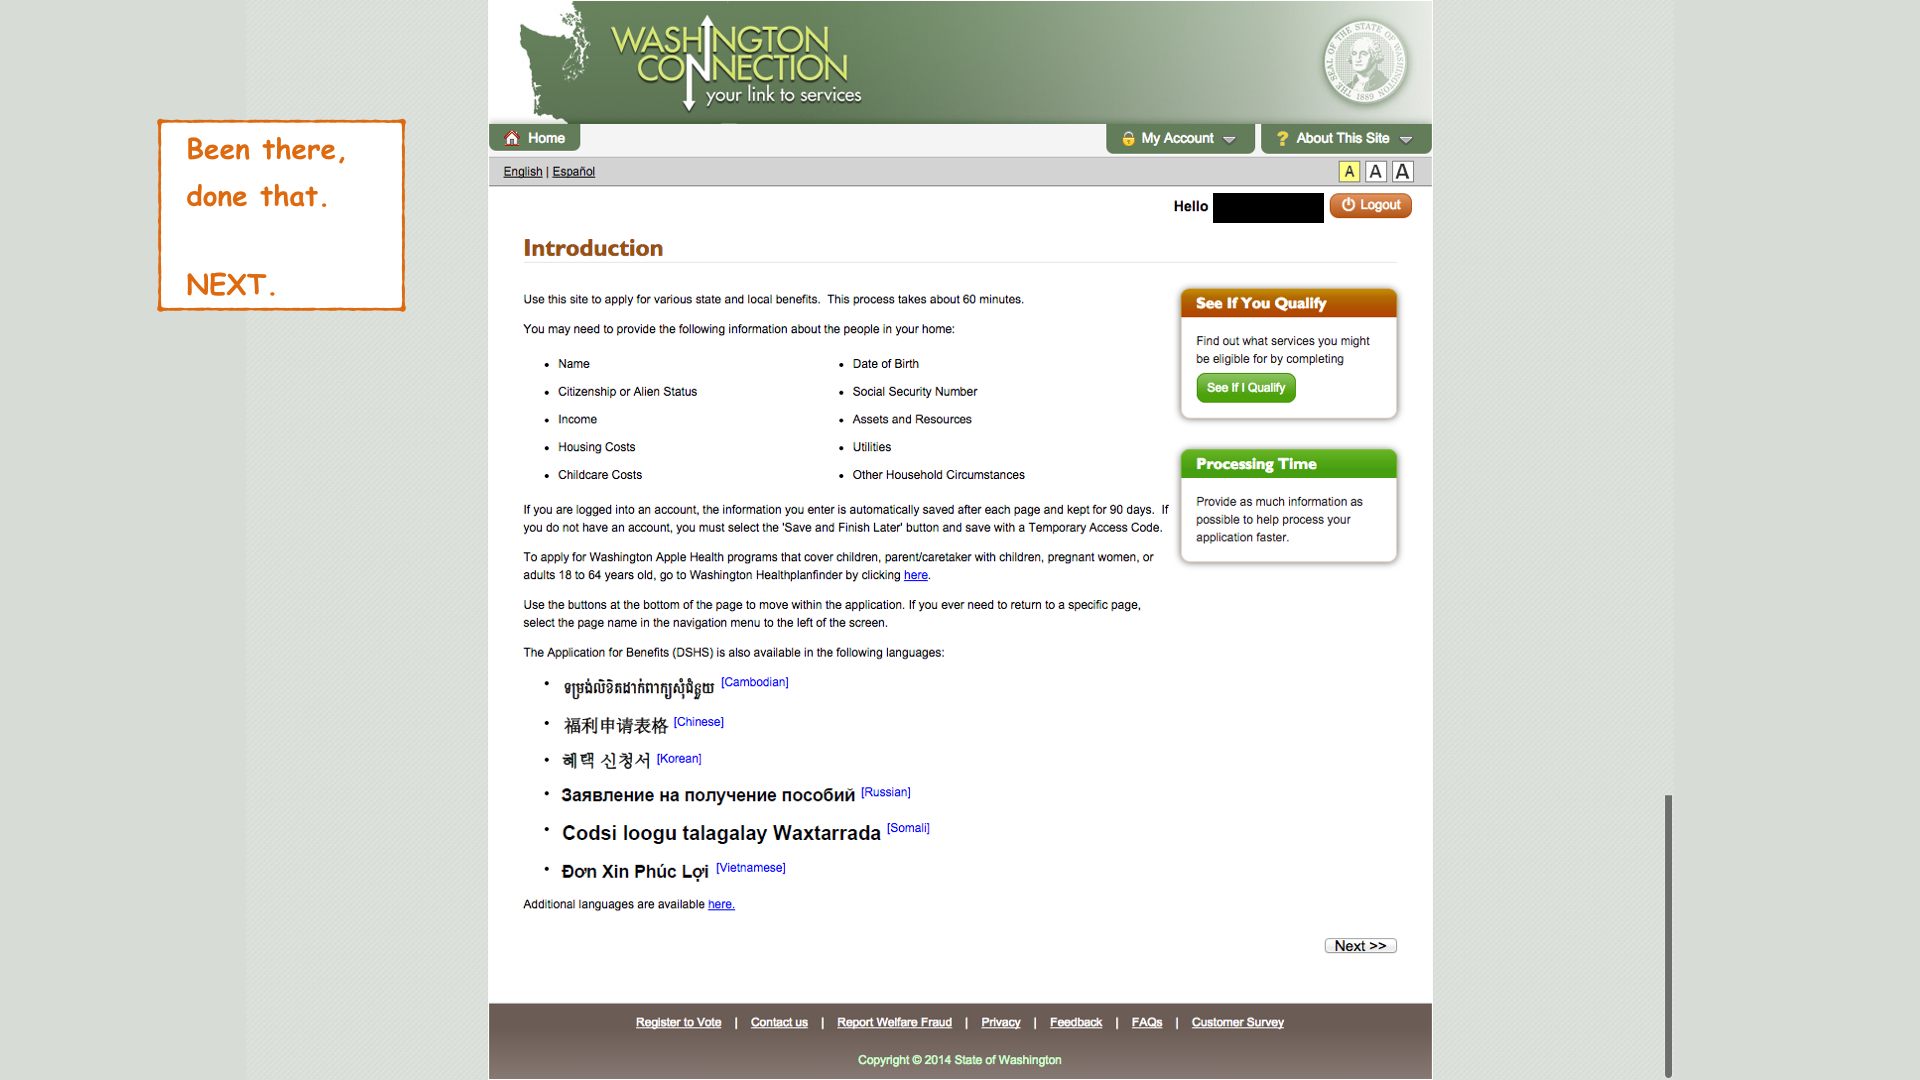 WASHINGTON
CONNECTION
your link to services
THE SEAL OF THE STATE OF WASHINGTON
1889
Home
My Account
? About This Site
English | Español
A A A
Hello
Logout
Been there,
done that.
NEXT.
Introduction
Use this site to apply for various state and local benefits.  This process takes about 60 minutes.
You may need to provide the following information about the people in your home:
• Name
• Date of Birth
• Citizenship or Alien Status
• Social Security Number
• Income
• Assets and Resources
• Housing Costs
• Utilities
• Childcare Costs
• Other Household Circumstances
If you are logged into an account, the information you enter is automatically saved after each page and kept for 90 days.  If
you do not have an account, you must select the 'Save and Finish Later' button and save with a Temporary Access Code.
To apply for Washington Apple Health programs that cover children, parent/caretaker with children, pregnant women, or
adults 18 to 64 years old, go to Washington Healthplanfinder by clicking here.
Use the buttons at the bottom of the page to move within the application. If you ever need to return to a specific page,
select the page name in the navigation menu to the left of the screen.
The Application for Benefits (DSHS) is also available in the following languages:
• ទម្រង់លិខិតដាក់ពាក្យសុំជំនួយ [Cambodian]
• 福利申请表格 [Chinese]
• 혜택 신청서 [Korean]
• Заявление на получение пособий [Russian]
• Codsi loogu talagalay Waxtarrada [Somali]
• Đơn Xin Phúc Lợi [Vietnamese]
Additional languages are available here.
See If You Qualify
Find out what services you might
be eligible for by completing
See If I Qualify
Processing Time
Provide as much information as
possible to help process your
application faster.
Next >>
Register to Vote | Contact us | Report Welfare Fraud | Privacy | Feedback | FAQs | Customer Survey
Copyright © 2014 State of Washington